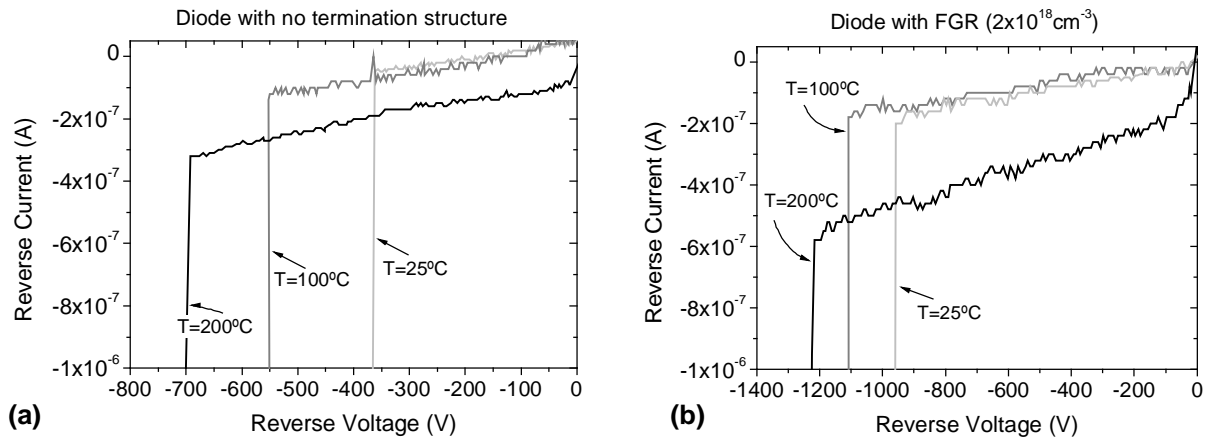 Diode with no termination structure
0
-2x10⁻⁷
-4x10⁻⁷
-6x10⁻⁷
-8x10⁻⁷
-1x10⁻⁶
Reverse Current (A)
T=25ºC
T=100ºC
T=200ºC
-800 -700 -600 -500 -400 -300 -200 -100 0
Reverse Voltage (V)
(a)
Diode with FGR (2x10¹⁸cm⁻³)
0
-2x10⁻⁷
-4x10⁻⁷
-6x10⁻⁷
-8x10⁻⁷
-1x10⁻⁶
Reverse Current (A)
T=100ºC
T=200ºC
T=25ºC
-1400 -1200 -1000 -800 -600 -400 -200 0
Reverse Voltage (V)
(b)